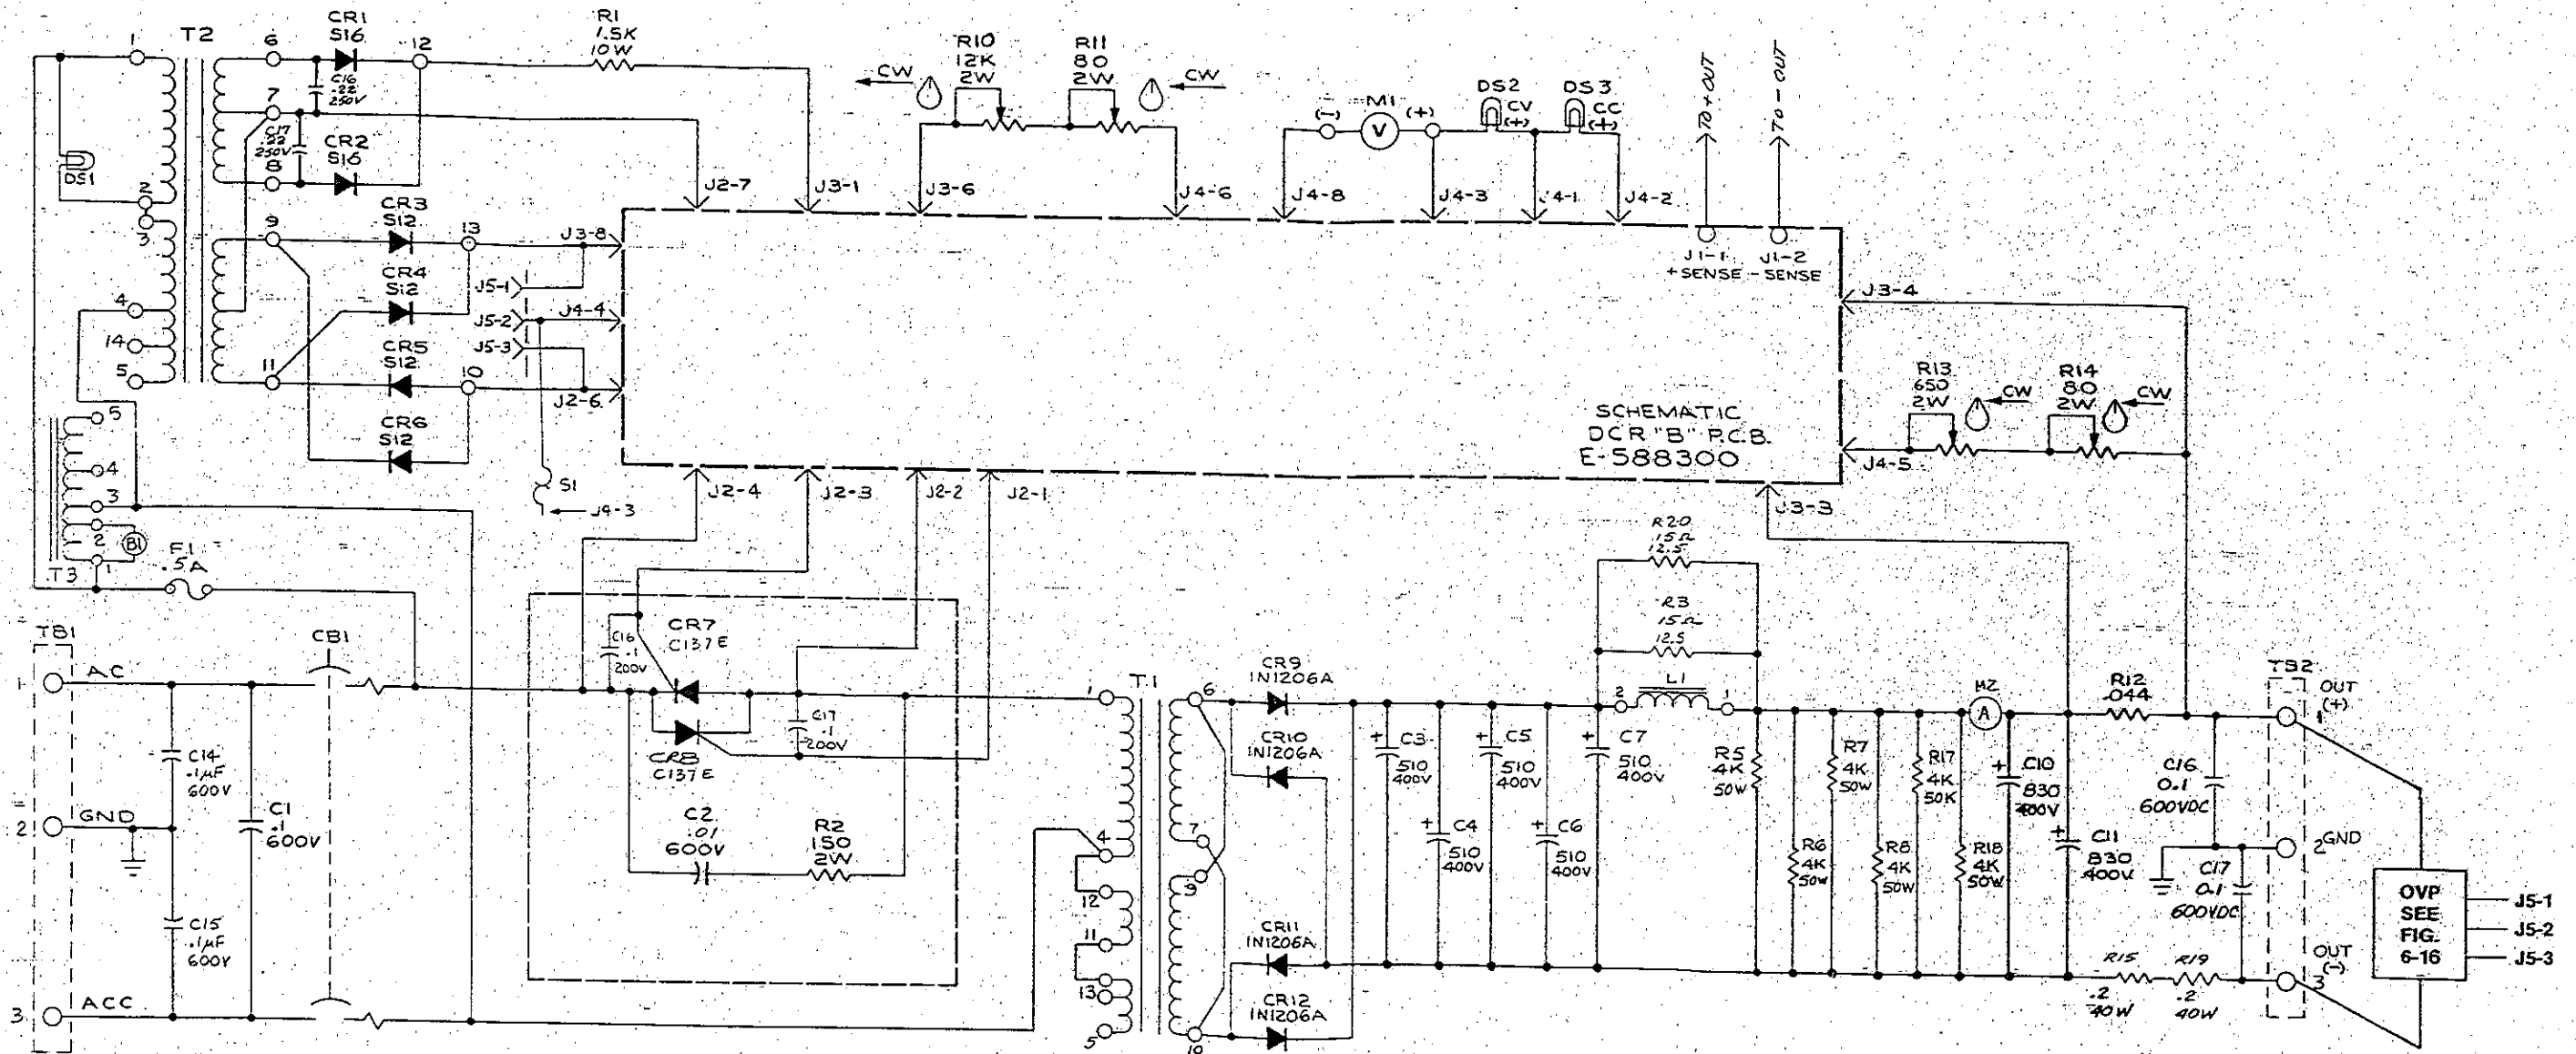 T2
1
2
3
4
14
5
6
7
8
9
11
DS1
CR1
S16
12
C16
.22
250V
C17
.22
250V
CR2
S16
CR3
S12
13
CR4
S12
CR5
S12
10
CR6
S12
R1
1.5K
10W
R10
12K
2W
R11
80
2W
CW
CW
(-)
M1
V
(+)
DS2
CV
(+)
DS3
CC
(+)
TO + OUT
TO - OUT
J2-7
J3-1
J3-6
J4-6
J4-8
J4-3
J4-1
J4-2
J1-1
+ SENSE
J1-2
- SENSE
J3-8
J5-1
J5-2
J4-4
J5-3
J2-6
S1
J4-3
SCHEMATIC
DCR "B" P.C.B.
E-588300
J3-4
R13
650
2W
CW
R14
80
2W
CW
J4-5
J3-3
J2-4
J2-3
J2-2
J2-1
5
4
3
2
1
B1
T3
F1
.5A
TB1
1
AC
2
GND
3
ACC
CB1
C14
.1µF
600V
C1
.1
600V
C15
.1µF
600V
C16
.1
200V
CR7
C137E
CR8
C137E
C17
.1
200V
C2
.01
600V
R2
150
2W
T1
1
4
12
11
13
5
6
7
9
10
CR9
1N1206A
CR10
1N1206A
CR11
1N1206A
CR12
1N1206A
C3
510
400V
C4
510
400V
C5
510
400V
C6
510
400V
C7
510
400V
R20
15Ω
12.5
R3
15Ω
12.5
2
L1
1
R5
4K
50W
R6
4K
50W
R7
4K
50W
R8
4K
50W
R17
4K
50K
R18
4K
50W
M2
A
C10
830
400V
C11
830
400V
R12
.044
C16
0.1
600VDC
C17
0.1
600VDC
R15
.2
40W
R19
.2
40W
TB2
OUT
(+)
1
2 GND
OUT
(-)
3
OVP
SEE
FIG.
6-16
J5-1
J5-2
J5-3